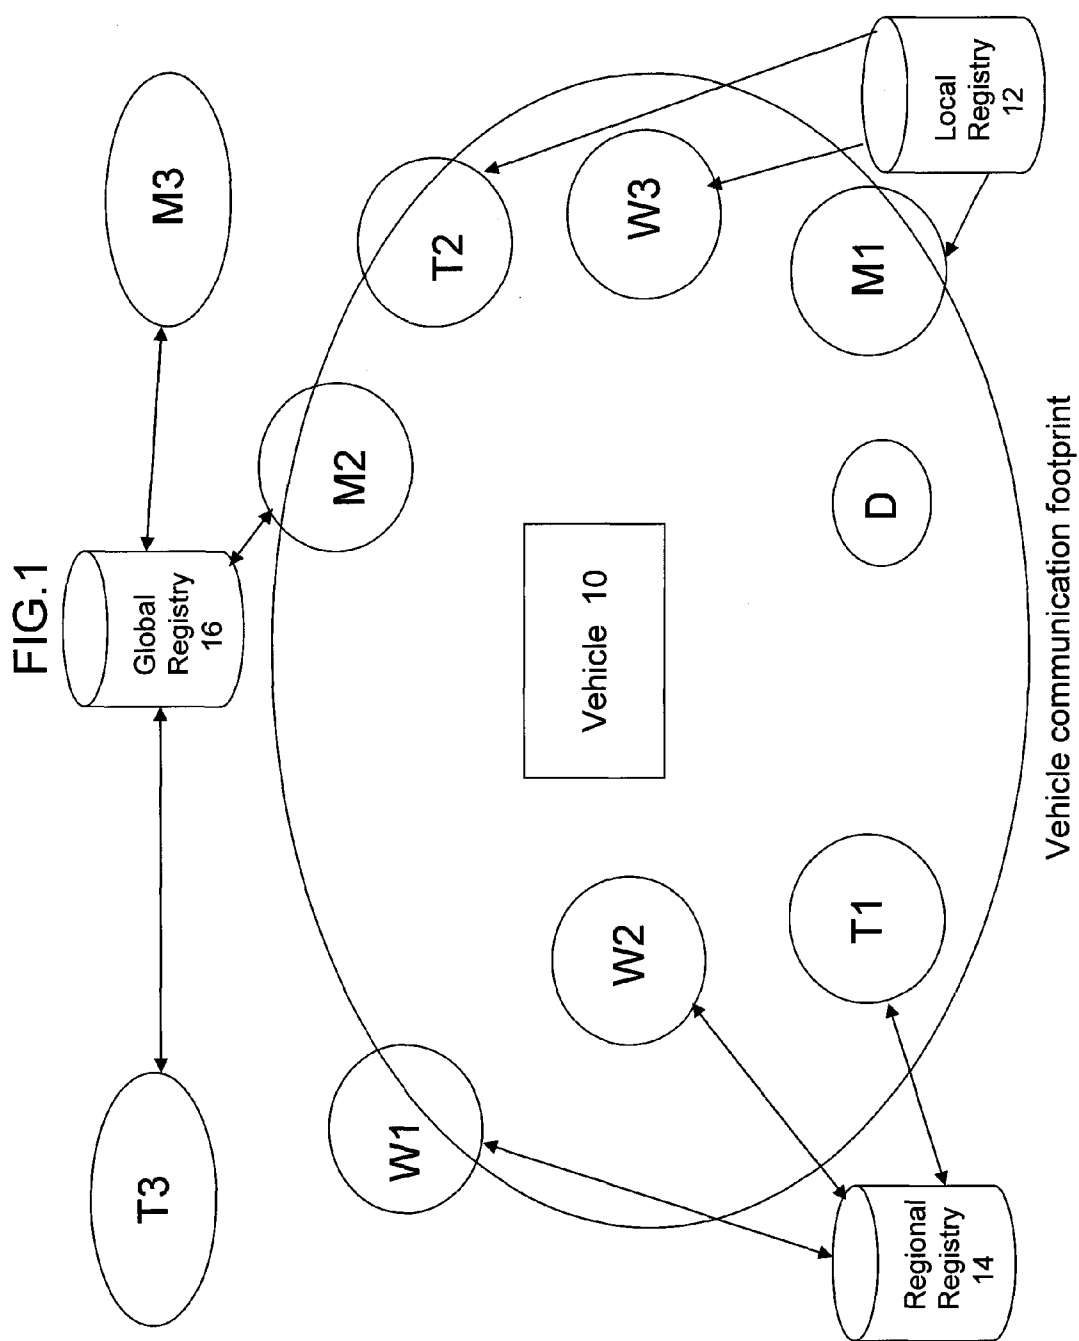 FIG.1
T3
Global
Registry
16
M3
M2
W1
T2
Vehicle 10
W2
W3
T1
D
M1
Regional
Registry
14
Local
Registry
12
Vehicle communication footprint